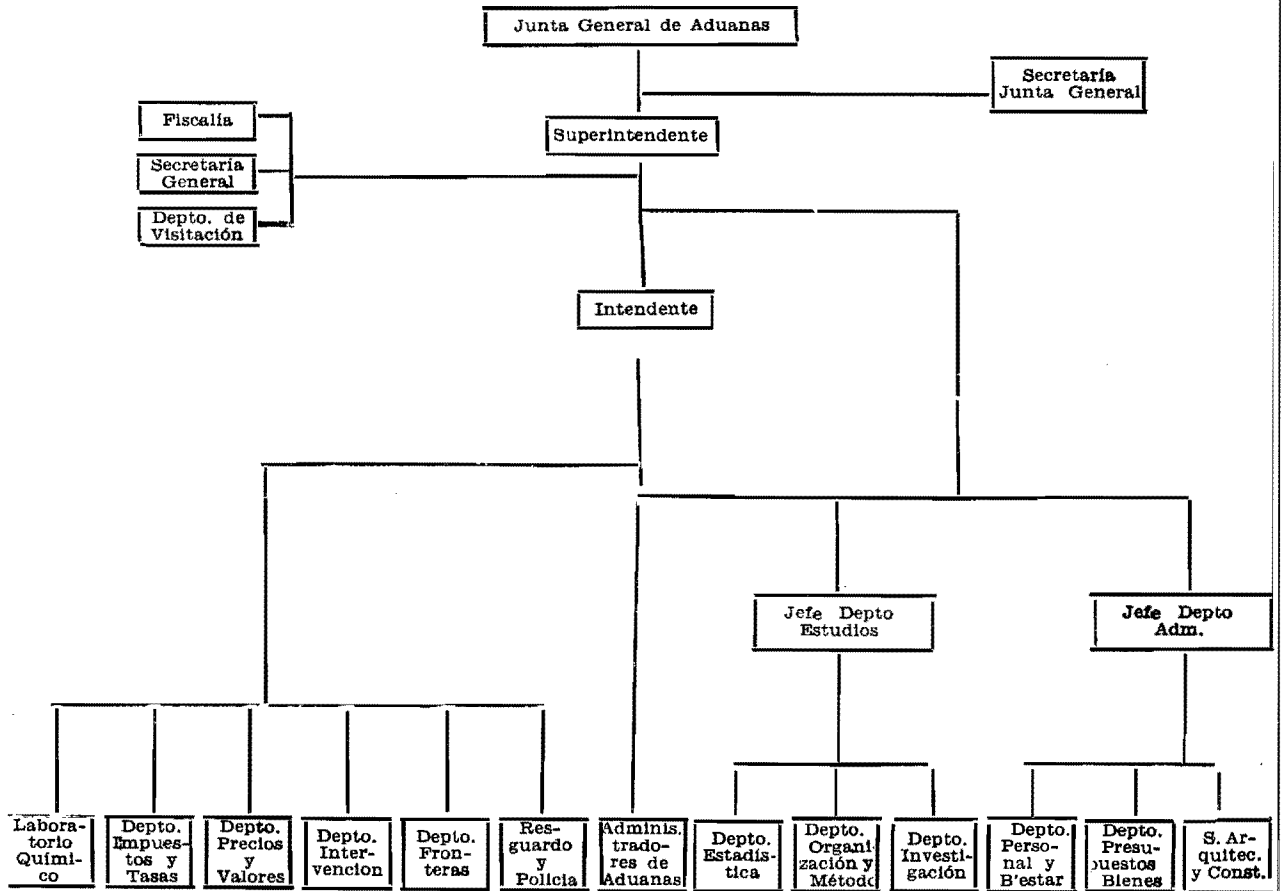 Junta General de Aduanas
Secretaría
Junta General
Fiscalía
Superintendente
Secretaría
General
Depto. de
Visitación
Intendente
Jefe Depto
Estudios
Jefe Depto
Adm.
Labora-
torio
Quími-
co
Depto.
Impues-
tos y
Tasas
Depto.
Precios
y
Valores
Depto.
Inter-
vencion
Depto.
Fron-
teras
Res-
guardo
y
Policia
Adminis.
trado-
res de
Aduanas
Depto.
Estadís-
tica
Depto.
Organi
zación y
Método
Depto.
Investi-
gación
Depto.
Perso-
nal y
B'estar
Depto.
Presu-
puestos
Bienes
S. Ar-
quitec.
y Const.